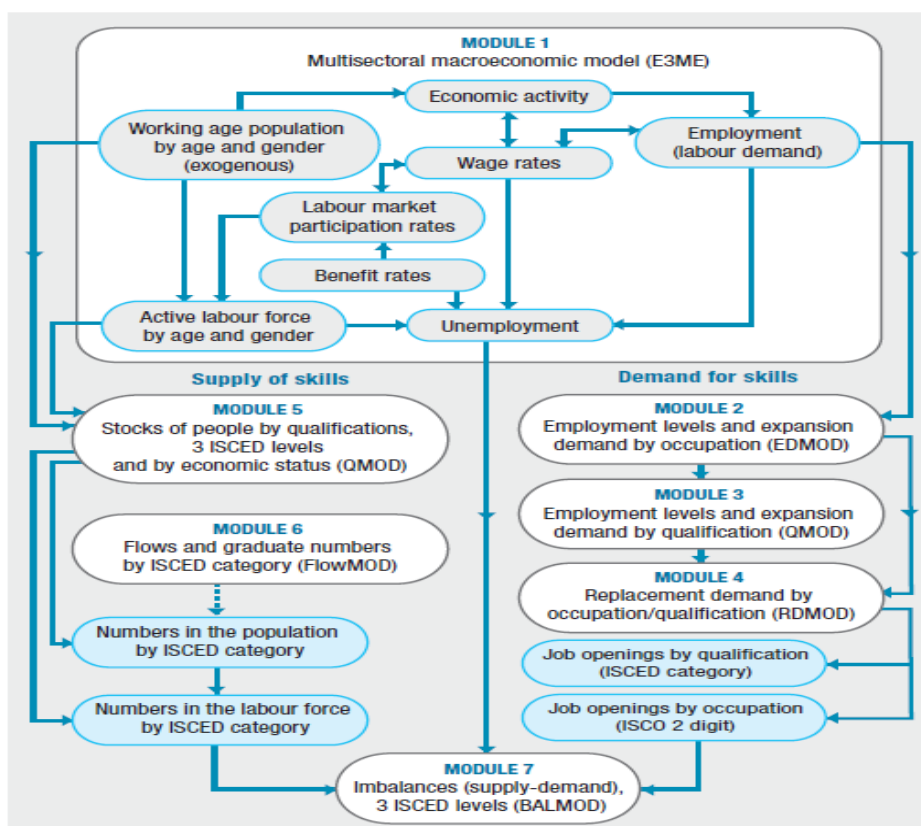 MODULE 1
Multisectoral macroeconomic model (E3ME)
Economic activity
Working age population
by age and gender
(exogenous)
Employment
(labour demand)
Wage rates
Labour market
participation rates
Benefit rates
Active labour force
by age and gender
Unemployment
Supply of skills
Demand for skills
MODULE 5
Stocks of people by qualifications,
3 ISCED levels
and by economic status (QMOD)
MODULE 2
Employment levels and expansion
demand by occupation (EDMOD)
MODULE 3
Employment levels and expansion
demand by qualification (QMOD)
MODULE 6
Flows and graduate numbers
by ISCED category (FlowMOD)
MODULE 4
Replacement demand by
occupation/qualification (RDMOD)
Numbers in the population
by ISCED category
Job openings by qualification
(ISCED category)
Numbers in the labour force
by ISCED category
Job openings by occupation
(ISCO 2 digit)
MODULE 7
Imbalances (supply-demand),
3 ISCED levels (BALMOD)